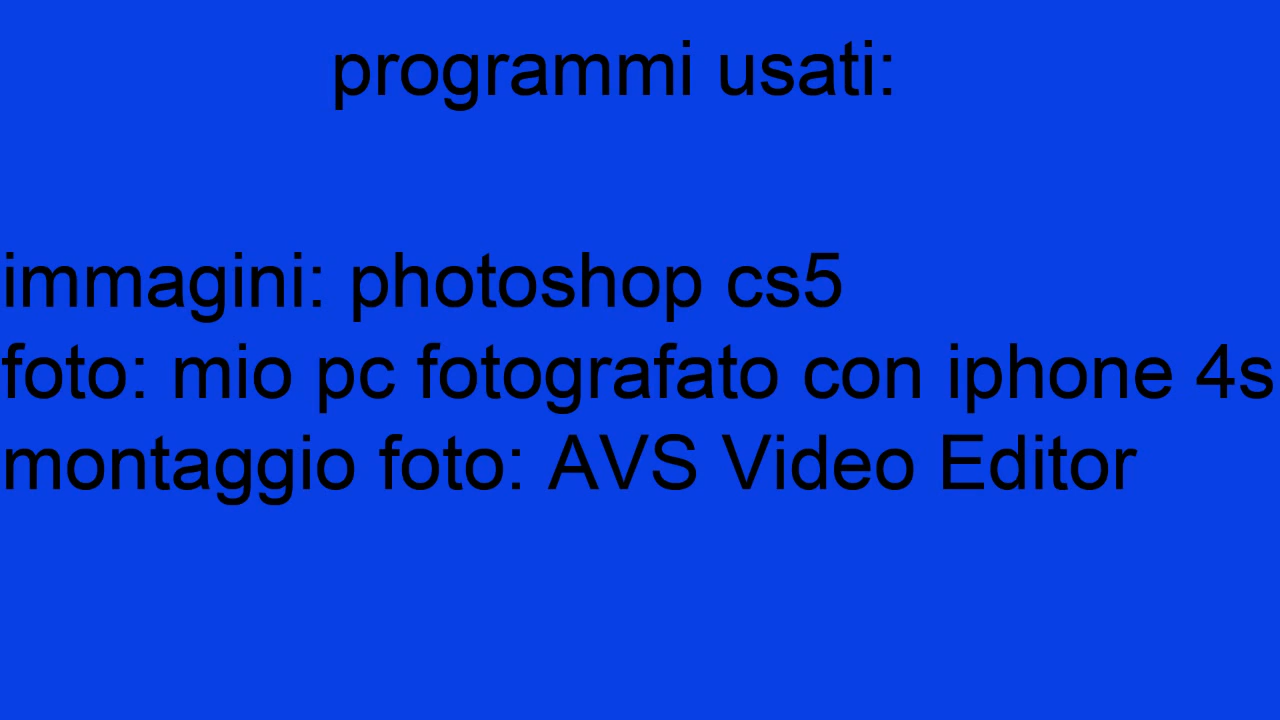 programmi usati:
immagini: photoshop cs5
foto: mio pc fotografato con iphone 4s
montaggio foto: AVS Video Editor